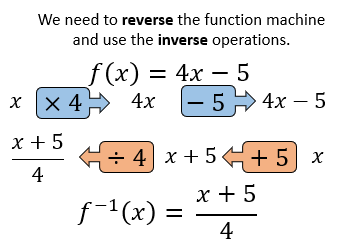 We need to reverse the function machine
and use the inverse operations.
f(x) = 4x − 5
x × 4 4x − 5 4x − 5
x + 5
4
÷ 4 x + 5 + 5 x
f⁻¹(x) = (x + 5)/4